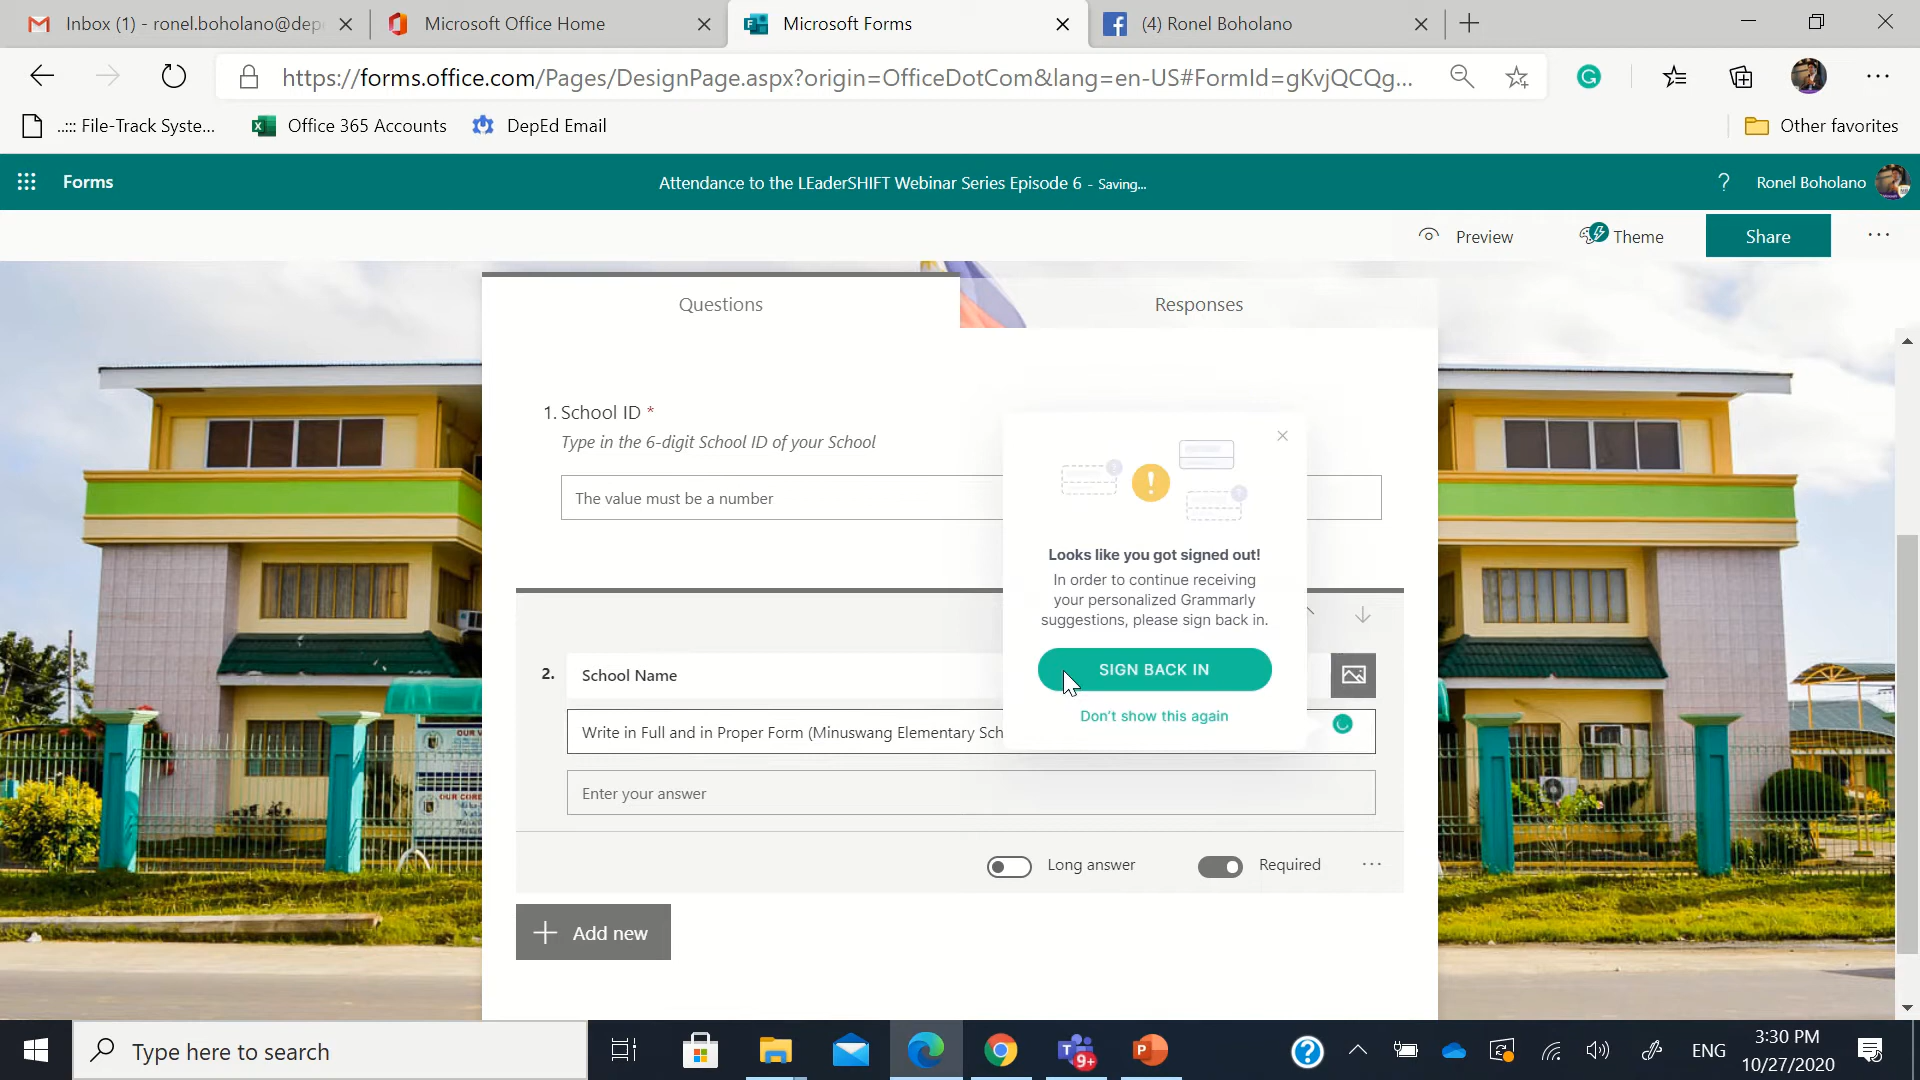 Inbox (1) - ronel.boholano@dep
Microsoft Office Home
Microsoft Forms
(4) Ronel Boholano
https://forms.office.com/Pages/DesignPage.aspx?origin=OfficeDotCom&lang=en-US#FormId=gKvjQCQg...
..::: File-Track Syste...
Office 365 Accounts
DepEd Email
Other favorites
Forms
Attendance to the LEaderSHIFT Webinar Series Episode 6 - Saving...
? Ronel Boholano
Preview
Theme
Share
Questions
Responses
1. School ID *
Type in the 6-digit School ID of your School
The value must be a number
Looks like you got signed out!
In order to continue receiving
your personalized Grammarly
suggestions, please sign back in.
SIGN BACK IN
Don't show this again
2. School Name
Write in Full and in Proper Form (Minuswang Elementary Sch
Enter your answer
Long answer
Required
Add new
OUR V
OUR CORE
Type here to search
9+
ENG
3:30 PM
10/27/2020